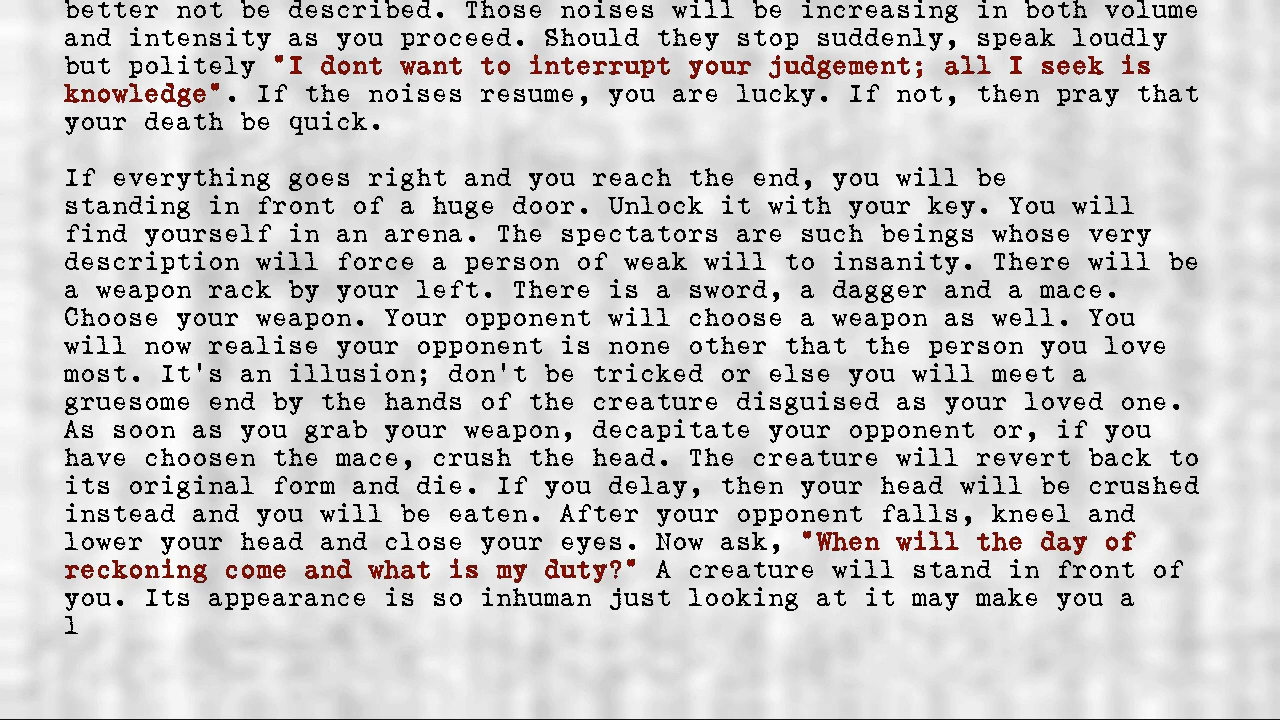 better not be described. Those noises will be increasing in both volume
and intensity as you proceed. Should they stop suddenly, speak loudly
but politely "I dont want to interrupt your judgement; all I seek is
knowledge". If the noises resume, you are lucky. If not, then pray that
your death be quick.
If everything goes right and you reach the end, you will be
standing in front of a huge door. Unlock it with your key. You will
find yourself in an arena. The spectators are such beings whose very
description will force a person of weak will to insanity. There will be
a weapon rack by your left. There is a sword, a dagger and a mace.
Choose your weapon. Your opponent will choose a weapon as well. You
will now realise your opponent is none other that the person you love
most. It's an illusion; don't be tricked or else you will meet a
gruesome end by the hands of the creature disguised as your loved one.
As soon as you grab your weapon, decapitate your opponent or, if you
have choosen the mace, crush the head. The creature will revert back to
its original form and die. If you delay, then your head will be crushed
instead and you will be eaten. After your opponent falls, kneel and
lower your head and close your eyes. Now ask, "When will the day of
reckoning come and what is my duty?" A creature will stand in front of
you. Its appearance is so inhuman just looking at it may make you a
l